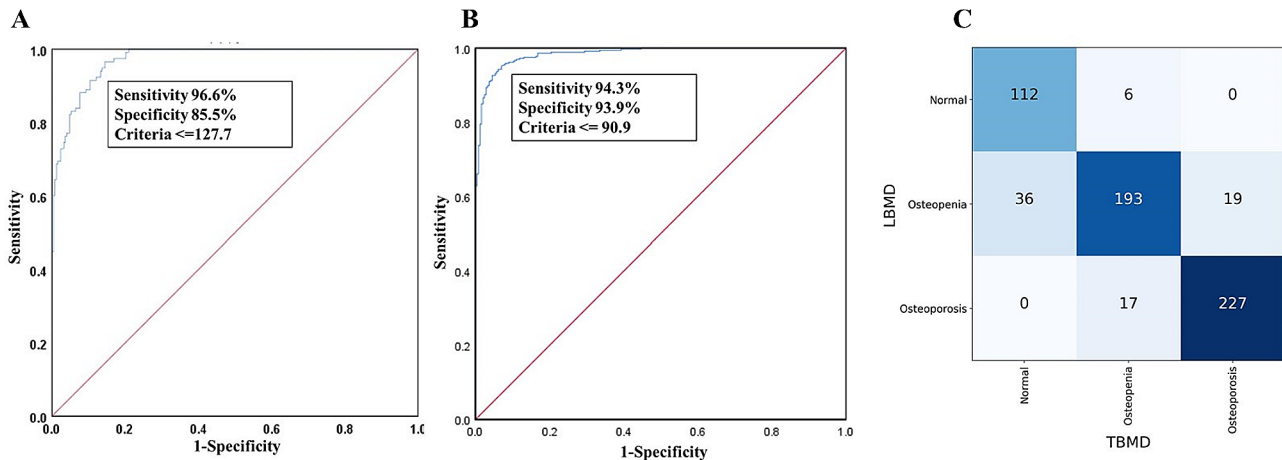 A
1.0
0.8
0.6
0.4
0.2
0.0
Sensitivity
Sensitivity 96.6%
Specificity 85.5%
Criteria <=127.7
0.0 0.2 0.4 0.6 0.8 1.0
1-Specificity
B
1.0
0.8
0.6
0.4
0.2
0.0
Sensitivity
Sensitivity 94.3%
Specificity 93.9%
Criteria <= 90.9
0.0 0.2 0.4 0.6 0.8 1.0
1-Specificity
C
LBMD
Normal 112 6 0
Osteopenia 36 193 19
Osteoporosis 0 17 227
Normal
Osteopenia
Osteoporosis
TBMD